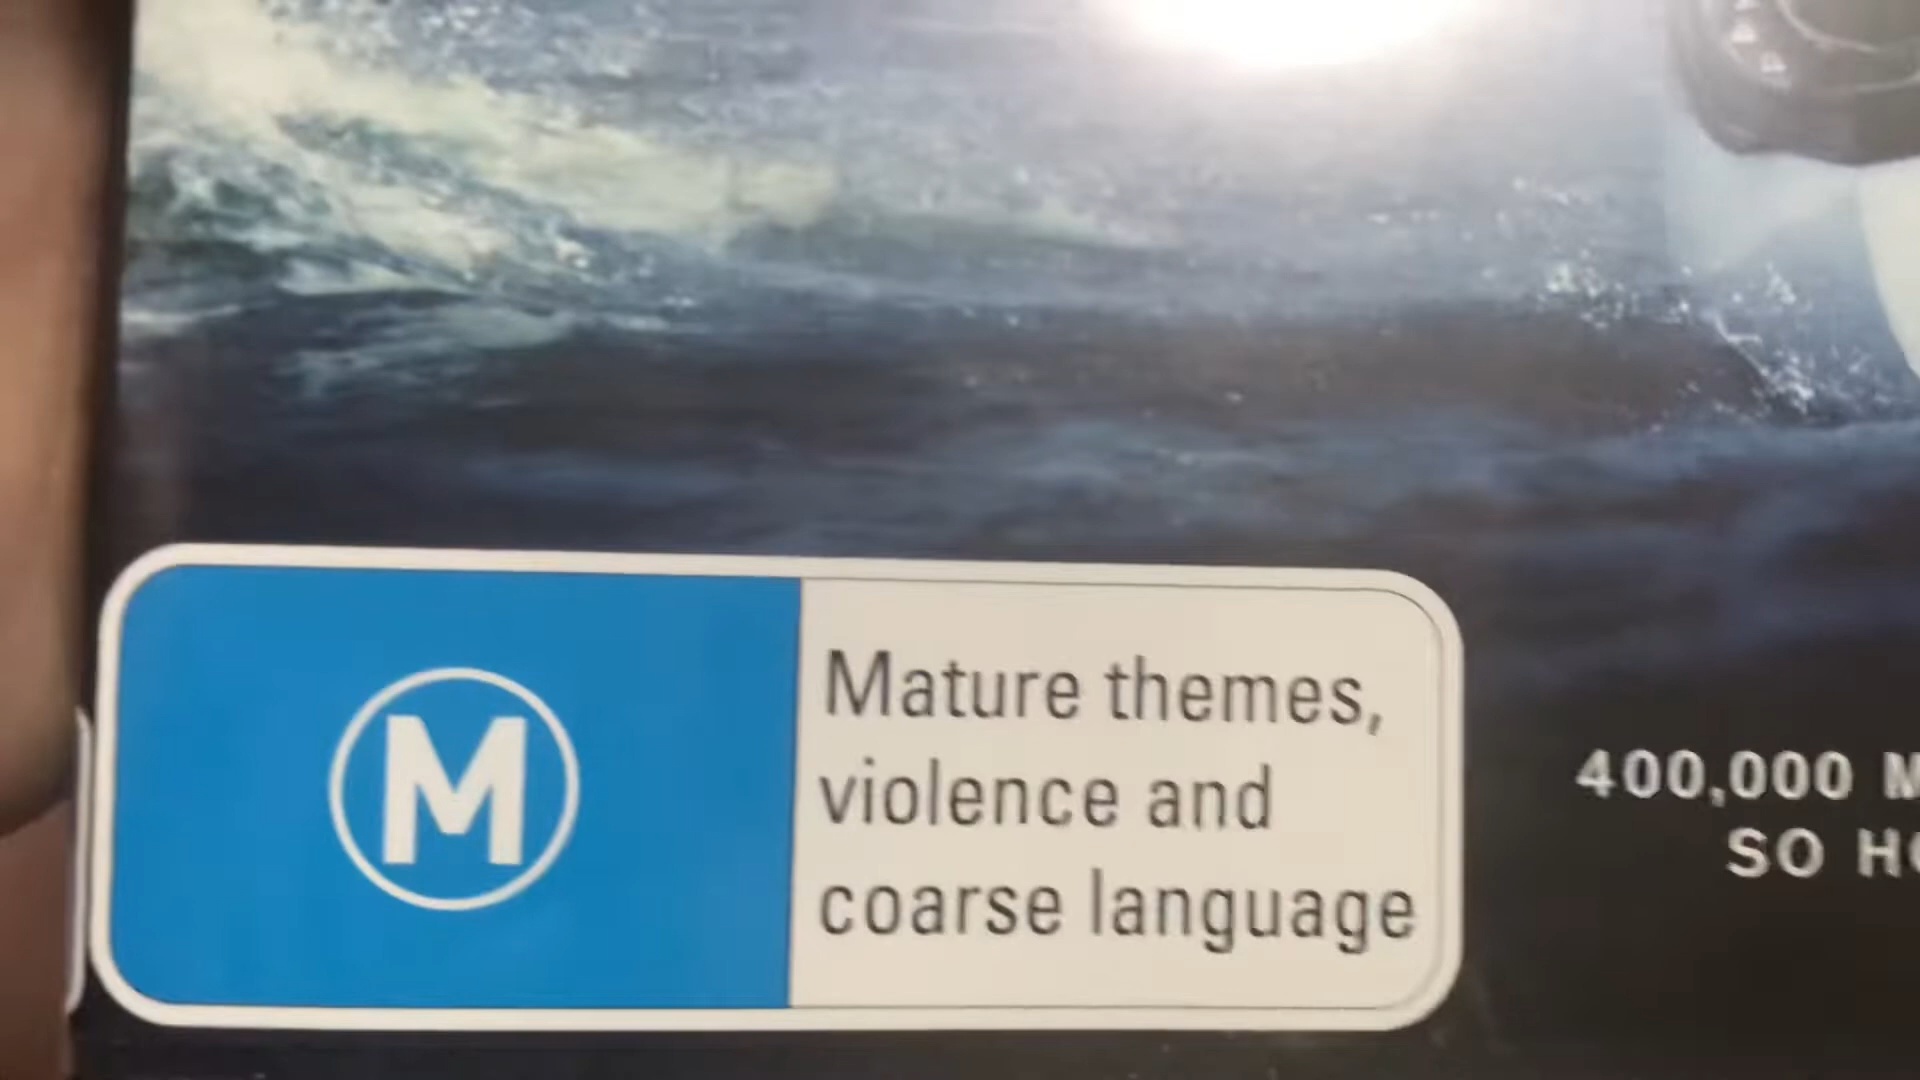 M
Mature themes,
violence and
coarse language
400,000
SO